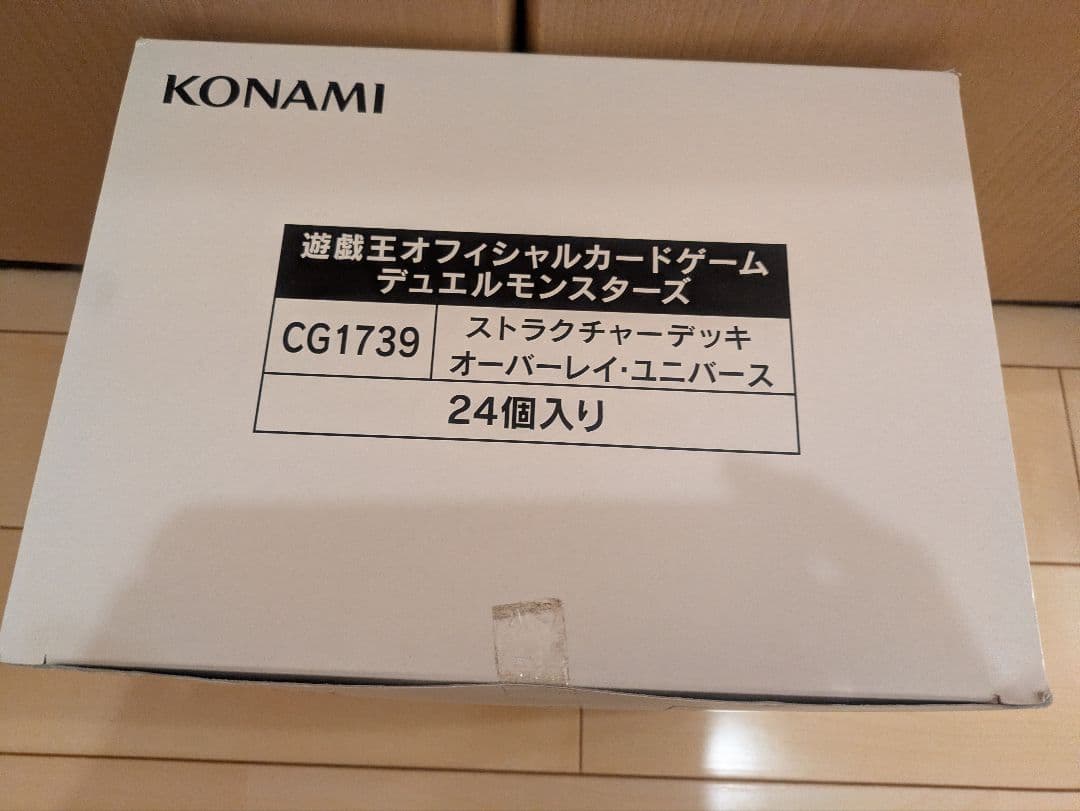 KONAMI
遊戯王オフィシャルカードゲーム
デュエルモンスターズ
CG1739
ストラクチャーデッキ
オーバーレイ・ユニバース
24個入り